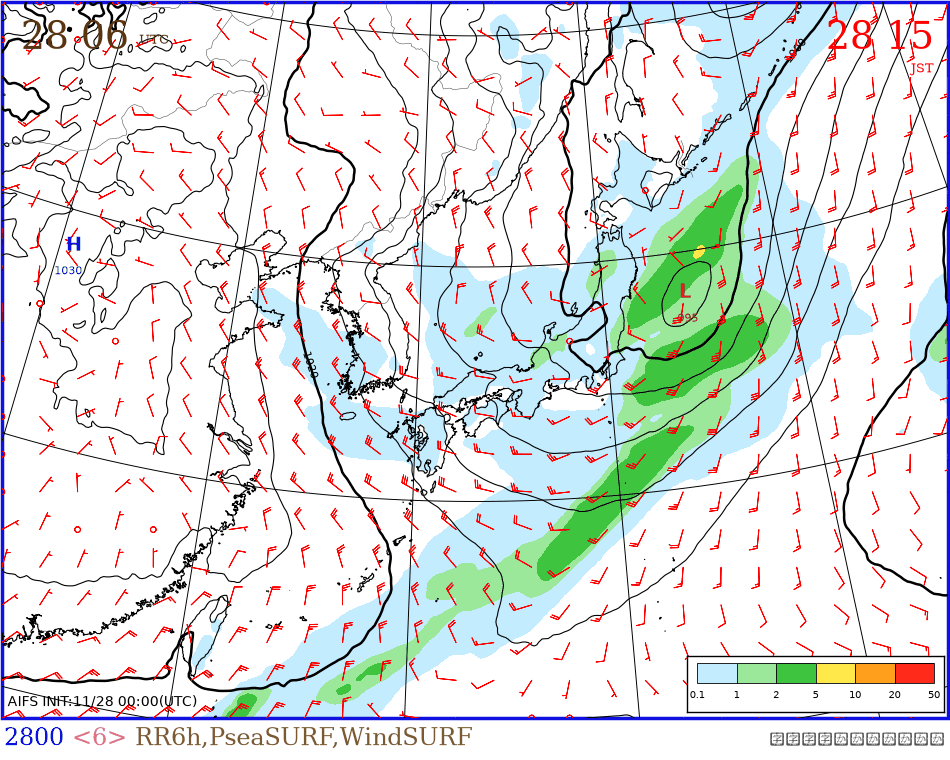 28 06 UTC
28 15
JST
H
1030
1020
L
995
AIFS INIT:11/28 00:00(UTC)
0.1 1 2 5 10 20 50
2800 <6> RR6h,PseaSURF,WindSURF